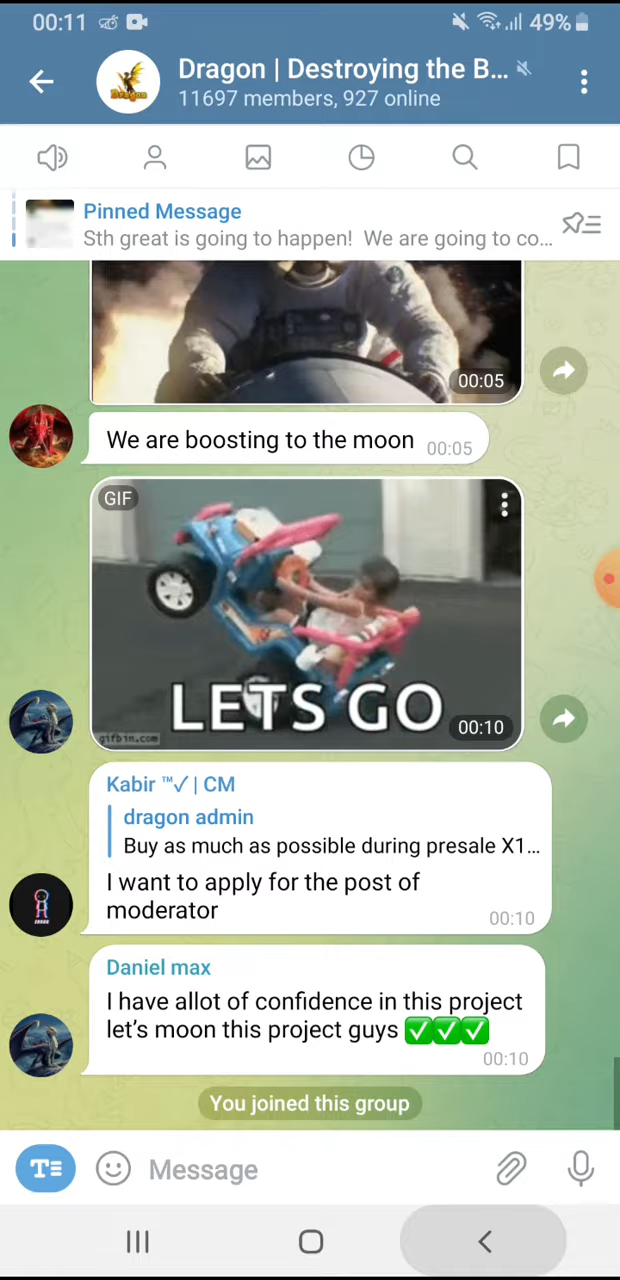 00:11
49%
Dragon | Destroying the B...
11697 members, 927 online
Pinned Message
Sth great is going to happen! We are going to co...
00:05
We are boosting to the moon 00:05
GIF
LETS GO
00:10
gifbin.com
Kabir ™✓ | CM
dragon admin
Buy as much as possible during presale X1...
I want to apply for the post of
moderator
00:10
Daniel max
I have allot of confidence in this project
let's moon this project guys ✅✅✅
00:10
You joined this group
Message